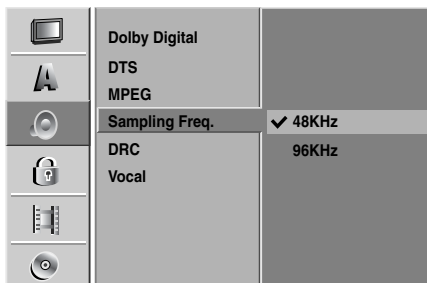 Dolby Digital
DTS
MPEG
Sampling Freq. ✔ 48KHz
DRC 96KHz
Vocal